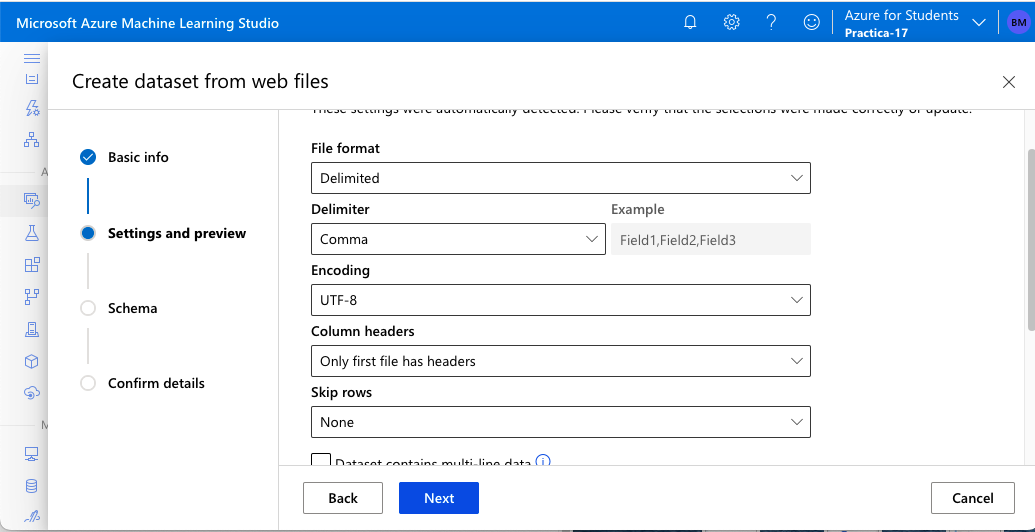 Microsoft Azure Machine Learning Studio
Azure for Students
Practica-17
BM
Create dataset from web files
These settings were automatically detected. Please verify that the selections were made correctly or update.
Basic info
Settings and preview
Schema
Confirm details
File format
Delimited
Delimiter
Example
Comma
Field1,Field2,Field3
Encoding
UTF-8
Column headers
Only first file has headers
Skip rows
None
Dataset contains multi-line data
Back
Next
Cancel
A
M